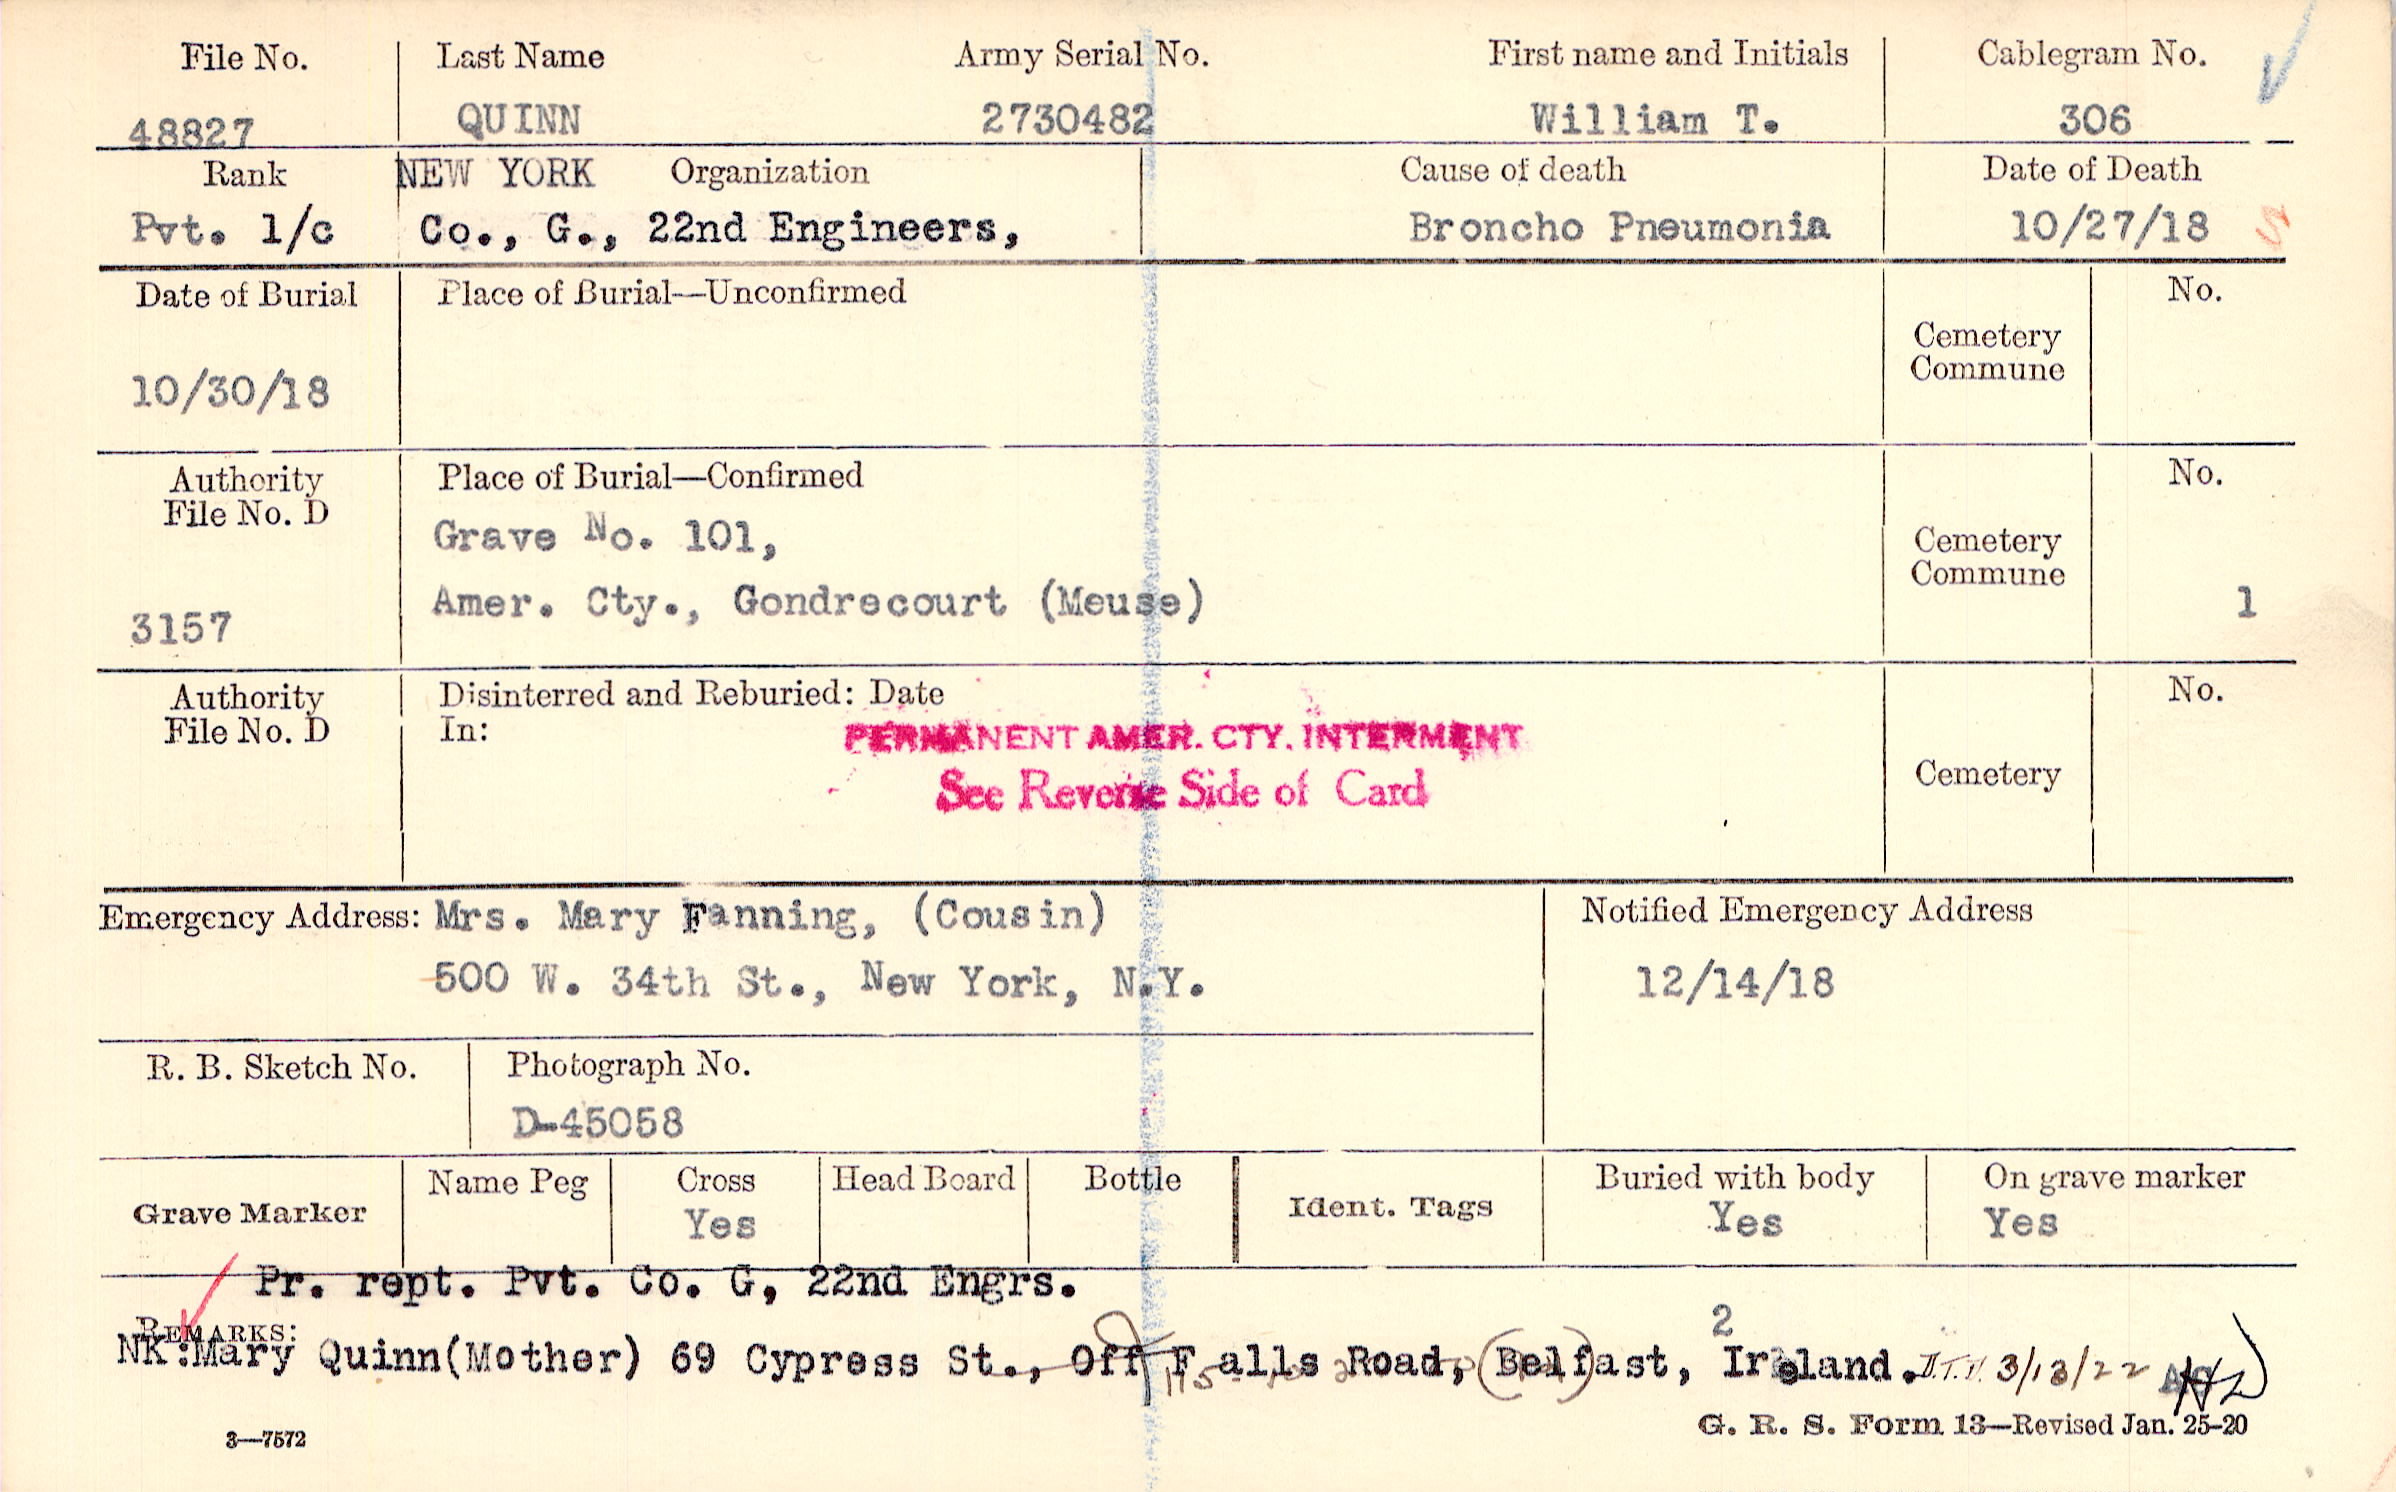 File No. Last Name Army Serial No. First name and Initials Cablegram No.
48827 QUINN 2730482 William T. 306
Rank NEW YORK Organization Cause of death Date of Death
Pvt. 1/c Co., G., 22nd Engineers, Broncho Pneumonia 10/27/18
Date of Burial Place of Burial—Unconfirmed No.
Cemetery
Commune
10/30/18
Authority Place of Burial—Confirmed No.
File No. D
Grave No. 101,
Cemetery
Commune
Amer. Cty., Gondrecourt (Meuse) 1
3157
Authority Disinterred and Reburied: Date No.
File No. D In:
PERMANENT AMER. CTY. INTERMENT
See Reverse Side of Card
Cemetery
Emergency Address: Mrs. Mary Fanning, (Cousin) Notified Emergency Address
500 W. 34th St., New York, N.Y. 12/14/18
R. B. Sketch No. Photograph No.
D-45058
Grave Marker Name Peg Cross Head Board Bottle Ident. Tags Buried with body On grave marker
Yes Yes Yes
Pr. rept. Pvt. Co. G, 22nd Engrs.
REMARKS: 2
NK:Mary Quinn(Mother) 69 Cypress St., Off F alls Road, (Belfast, Ireland. 3/13/22
3—7572 G. R. S. Form 13—Revised Jan. 25-20